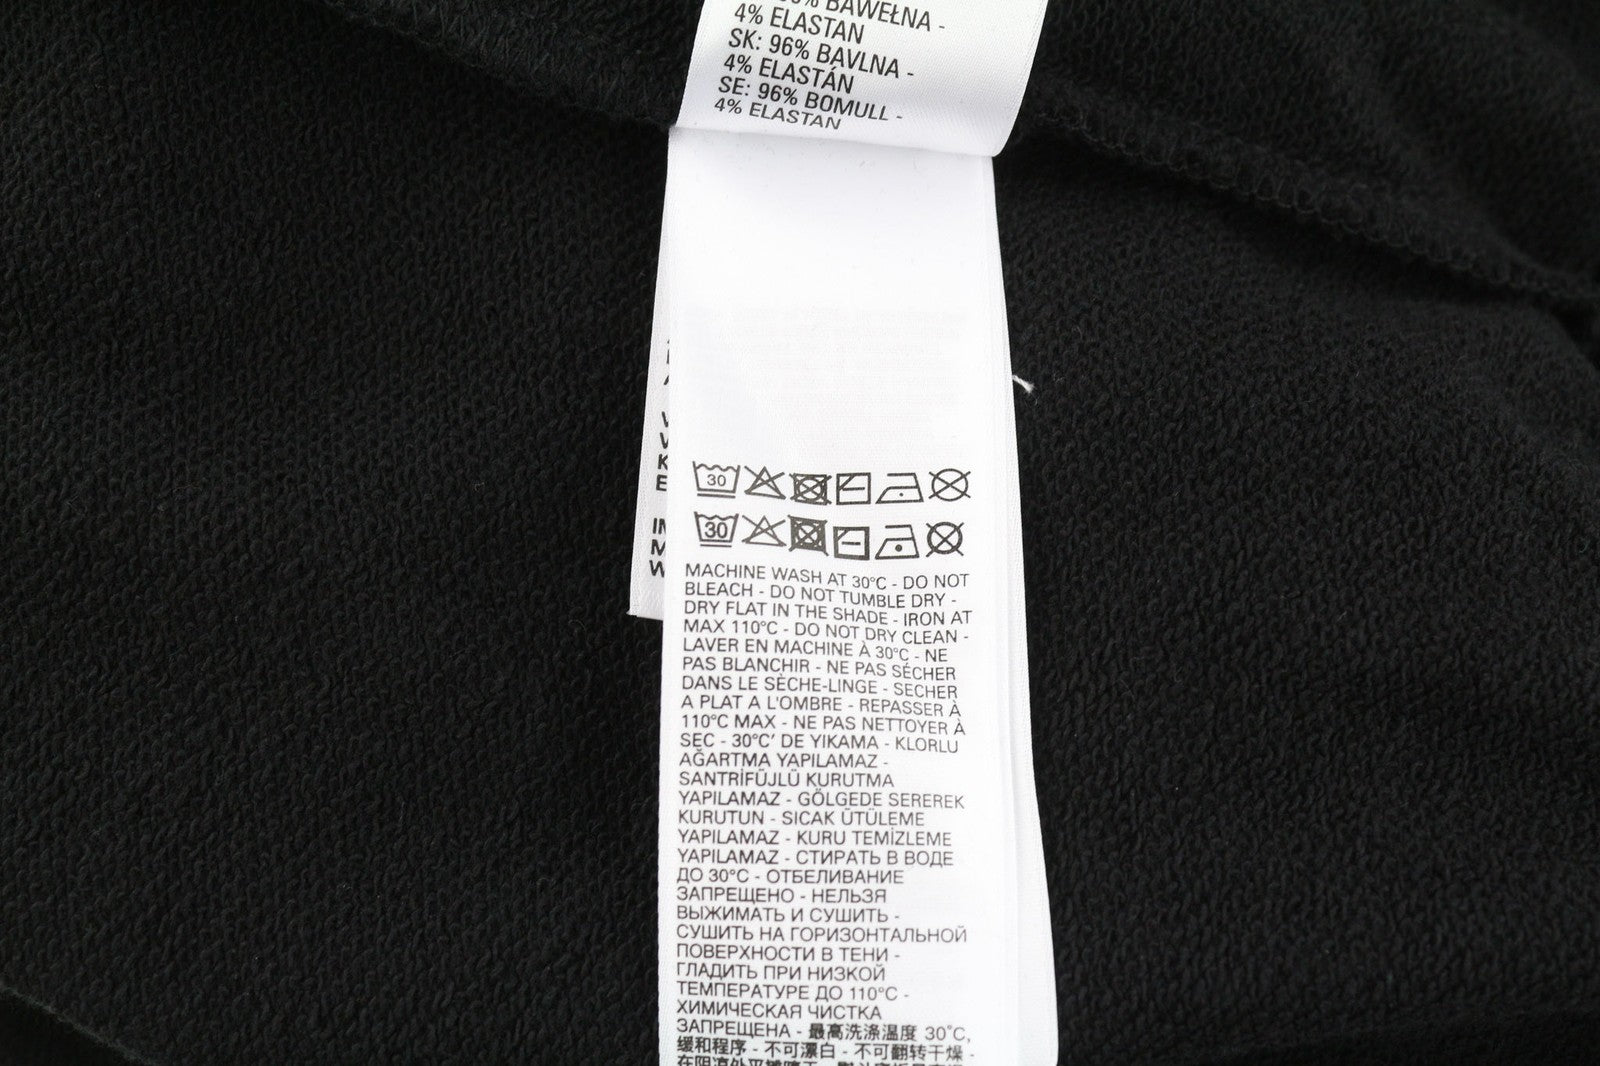 BAWEŁNA -
4% ELASTAN
SK: 96% BAVLNA -
4% ELASTÁN
SE: 96% BOMULL -
4% ELASTAN
30
30
MACHINE WASH AT 30°C - DO NOT
BLEACH - DO NOT TUMBLE DRY -
DRY FLAT IN THE SHADE - IRON AT
MAX 110°C - DO NOT DRY CLEAN -
LAVER EN MACHINE À 30°C - NE
PAS BLANCHIR - NE PAS SÉCHER
DANS LE SÈCHE-LINGE - SECHER
A PLAT A L'OMBRE - REPASSER À
110°C MAX - NE PAS NETTOYER À
SEC - 30°C' DE YIKAMA - KLORLU
AĞARTMA YAPILAMAZ -
SANTRİFÜJLÜ KURUTMA
YAPILAMAZ - GÖLGEDE SEREREK
KURUTUN - SICAK ÜTÜLEME
YAPILAMAZ - KURU TEMİZLEME
YAPILAMAZ - СТИРАТЬ В ВОДЕ
ДО 30°C - ОТБЕЛИВАНИЕ
ЗАПРЕЩЕНО - НЕЛЬЗЯ
ВЫЖИМАТЬ И СУШИТЬ -
СУШИТЬ НА ГОРИЗОНТАЛЬНОЙ
ПОВЕРХНОСТИ В ТЕНИ -
ГЛАДИТЬ ПРИ НИЗКОЙ
ТЕМПЕРАТУРЕ ДО 110°C -
ХИМИЧЕСКАЯ ЧИСТКА
ЗАПРЕЩЕНА - 最高洗涤温度 30°C,
缓和程序 - 不可漂白 - 不可翻转干燥 -